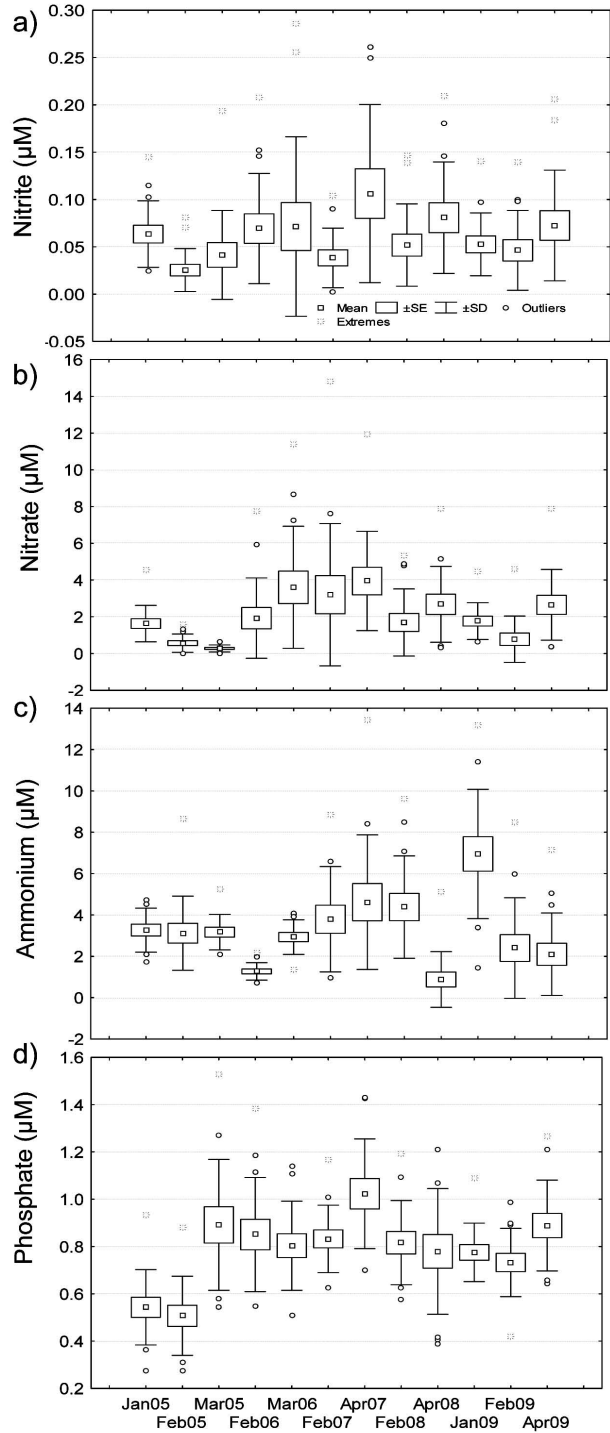 a)
Nitrite (µM)
0.30
0.25
0.20
0.15
0.10
0.05
0.00
-0.05
Mean ±SE ±SD Outliers
Extremes
b)
Nitrate (µM)
16
14
12
10
8
6
4
2
0
-2
c)
Ammonium (µM)
14
12
10
8
6
4
2
0
-2
d)
Phosphate (µM)
1.6
1.4
1.2
1.0
0.8
0.6
0.4
0.2
Jan05 Mar05 Mar06 Apr07 Apr08 Feb09
Feb05 Feb06 Feb07 Feb08 Jan09 Apr09